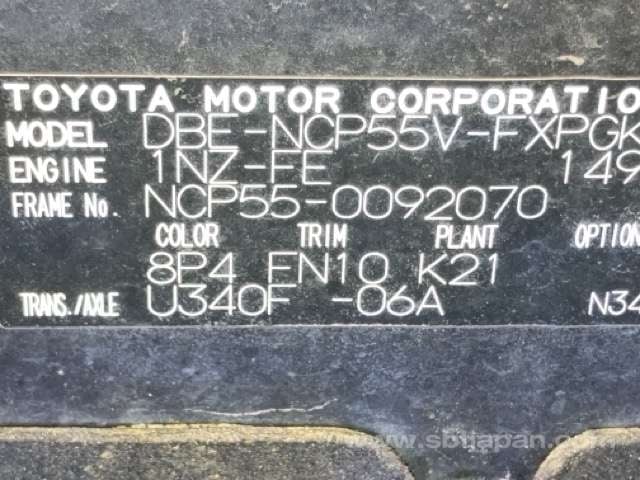 TOYOTA MOTOR CORPORATIO
MODEL DBE-NCP55V-FXPGK
ENGINE 1NZ-FE 149
FRAME No. NCP55-0092070
COLOR TRIM PLANT OPTION
8P4 FN10 K21
TRANS./AXLE U340F -06A N34
www.sbtjapan.com